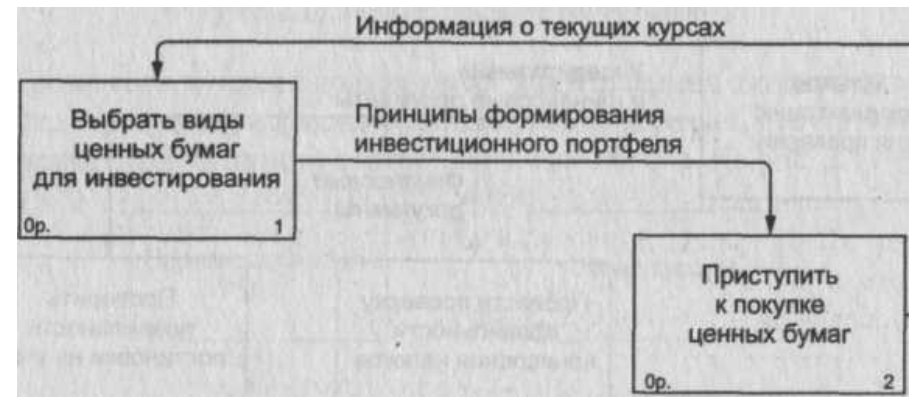 Информация о текущих курсах
Выбрать виды
ценных бумаг
для инвестирования
0р. 1
Принципы формирования
инвестиционного портфеля
Приступить
к покупке
ценных бумаг
0р. 2